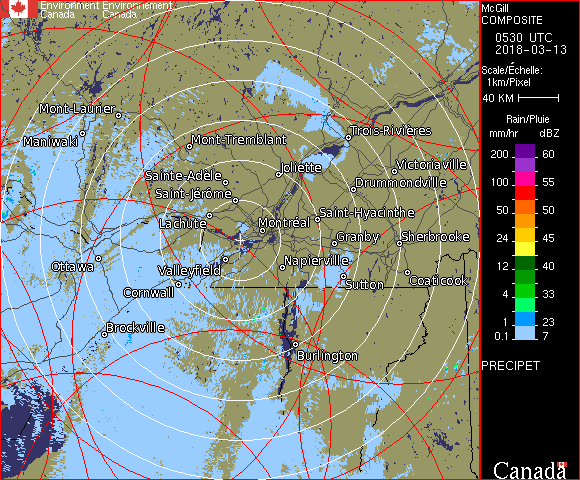 Environment Environnement
Canada Canada
McGill
COMPOSITE
0530 UTC
2018-03-13
Scale/Échelle:
1km/Pixel
40 KM
Rain/Pluie
mm/hr dBZ
200 60
100 55
50 50
24 45
12 40
4 33
1 23
0.1 7
PRECIPET
Canada
Mont-Laurier
Maniwaki
Mont-Tremblant
Trois-Rivières
Sainte-Adèle
Joliette
Victoriaville
Saint-Jérôme
Drummondville
Lachute
Montréal
Saint-Hyacinthe
Granby
Sherbrooke
Ottawa
Valleyfield
Napierville
Cornwall
Sutton
Coaticook
Brockville
Burlington